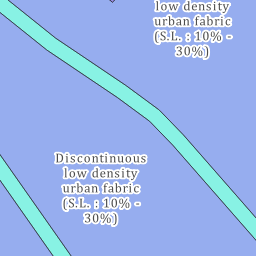 low density
urban fabric
(S.L. : 10% -
30%)
Discontinuous
low density
urban fabric
(S.L. : 10% -
30%)